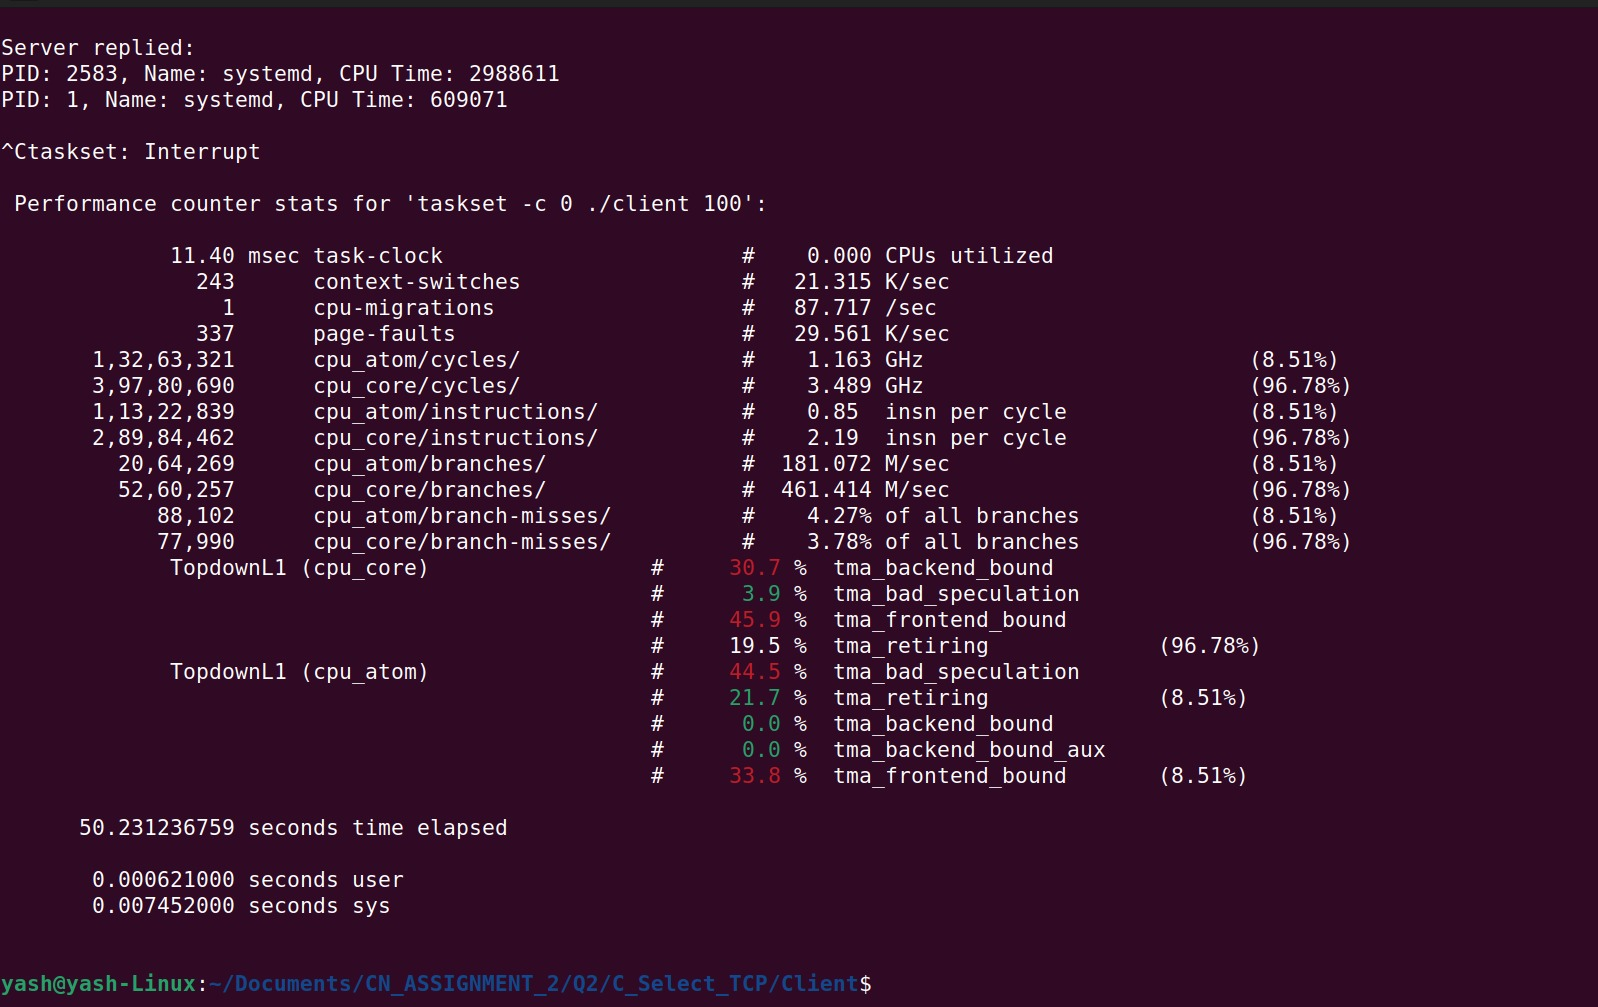 Server replied:
PID: 2583, Name: systemd, CPU Time: 2988611
PID: 1, Name: systemd, CPU Time: 609071
^Ctaskset: Interrupt
Performance counter stats for 'taskset -c 0 ./client 100':
11.40 msec task-clock # 0.000 CPUs utilized
243 context-switches # 21.315 K/sec
1 cpu-migrations # 87.717 /sec
337 page-faults # 29.561 K/sec
1,32,63,321 cpu_atom/cycles/ # 1.163 GHz (8.51%)
3,97,80,690 cpu_core/cycles/ # 3.489 GHz (96.78%)
1,13,22,839 cpu_atom/instructions/ # 0.85 insn per cycle (8.51%)
2,89,84,462 cpu_core/instructions/ # 2.19 insn per cycle (96.78%)
20,64,269 cpu_atom/branches/ # 181.072 M/sec (8.51%)
52,60,257 cpu_core/branches/ # 461.414 M/sec (96.78%)
88,102 cpu_atom/branch-misses/ # 4.27% of all branches (8.51%)
77,990 cpu_core/branch-misses/ # 3.78% of all branches (96.78%)
TopdownL1 (cpu_core) # 30.7 % tma_backend_bound
# 3.9 % tma_bad_speculation
# 45.9 % tma_frontend_bound
# 19.5 % tma_retiring (96.78%)
TopdownL1 (cpu_atom) # 44.5 % tma_bad_speculation
# 21.7 % tma_retiring (8.51%)
# 0.0 % tma_backend_bound
# 0.0 % tma_backend_bound_aux
# 33.8 % tma_frontend_bound (8.51%)
50.231236759 seconds time elapsed
0.000621000 seconds user
0.007452000 seconds sys
yash@yash-Linux:~/Documents/CN_ASSIGNMENT_2/Q2/C_Select_TCP/Client$